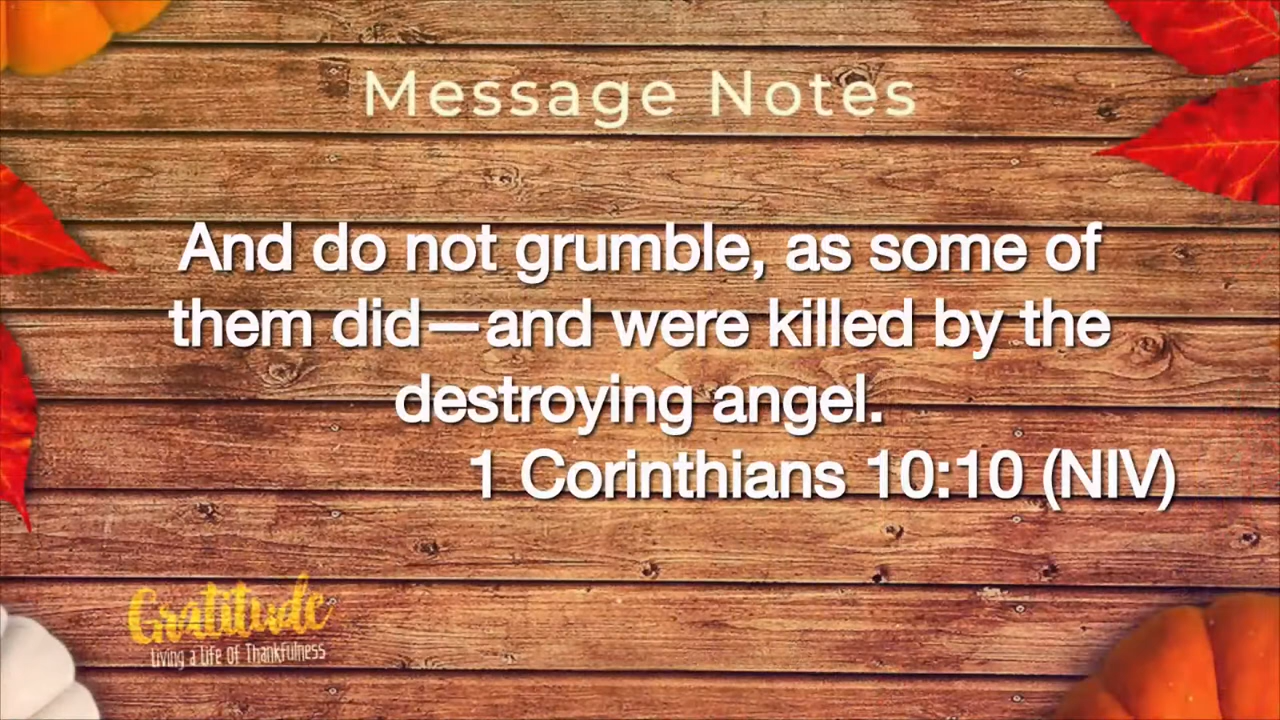 Message Notes
And do not grumble, as some of
them did—and were killed by the
destroying angel.
1 Corinthians 10:10 (NIV)
Gratitude
Living a Life Of Thankfulness